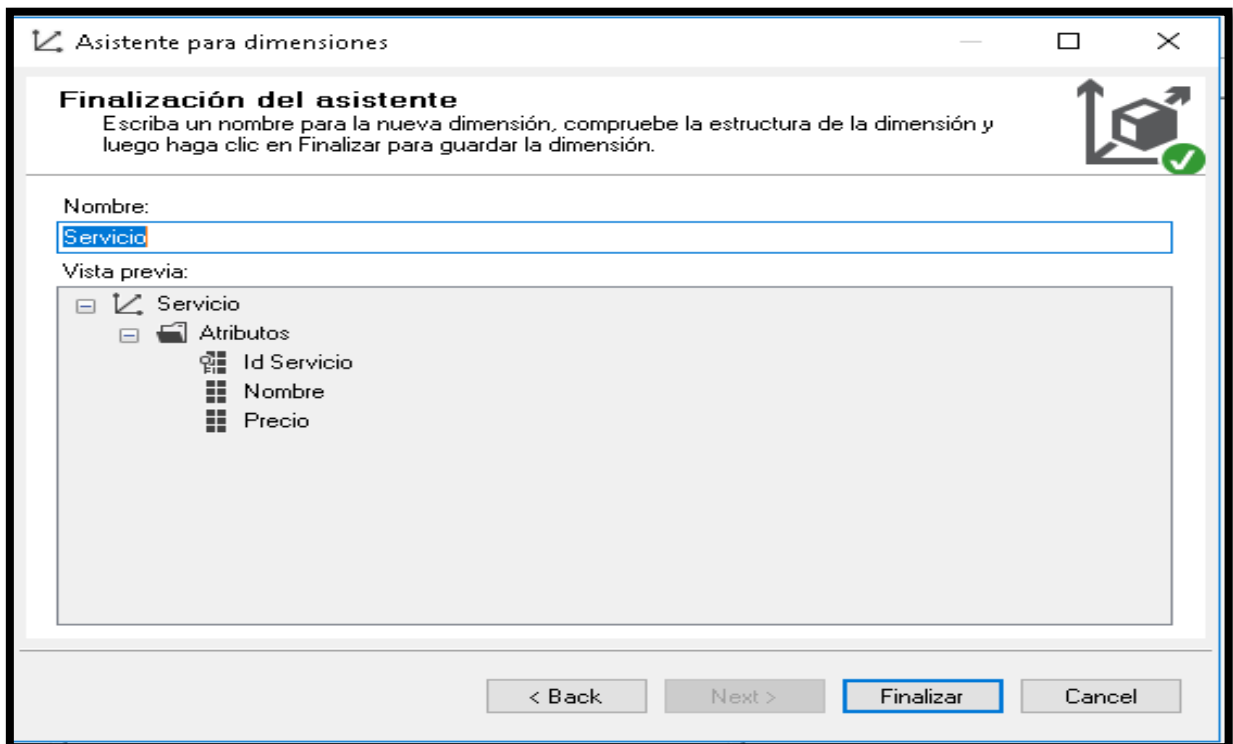 Asistente para dimensiones
Finalización del asistente
Escriba un nombre para la nueva dimensión, compruebe la estructura de la dimensión y
luego haga clic en Finalizar para guardar la dimensión.
Nombre:
Servicio
Vista previa:
Servicio
Atributos
Id Servicio
Nombre
Precio
< Back Next > Finalizar Cancel